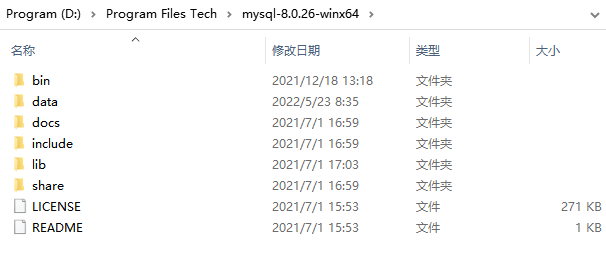 Program (D:) > Program Files Tech > mysql-8.0.26-winx64 >
名称 修改日期 类型 大小
bin 2021/12/18 13:18 文件夹
data 2022/5/23 8:35 文件夹
docs 2021/7/1 16:59 文件夹
include 2021/7/1 16:59 文件夹
lib 2021/7/1 17:03 文件夹
share 2021/7/1 16:59 文件夹
LICENSE 2021/7/1 15:53 文件 271 KB
README 2021/7/1 15:53 文件 1 KB